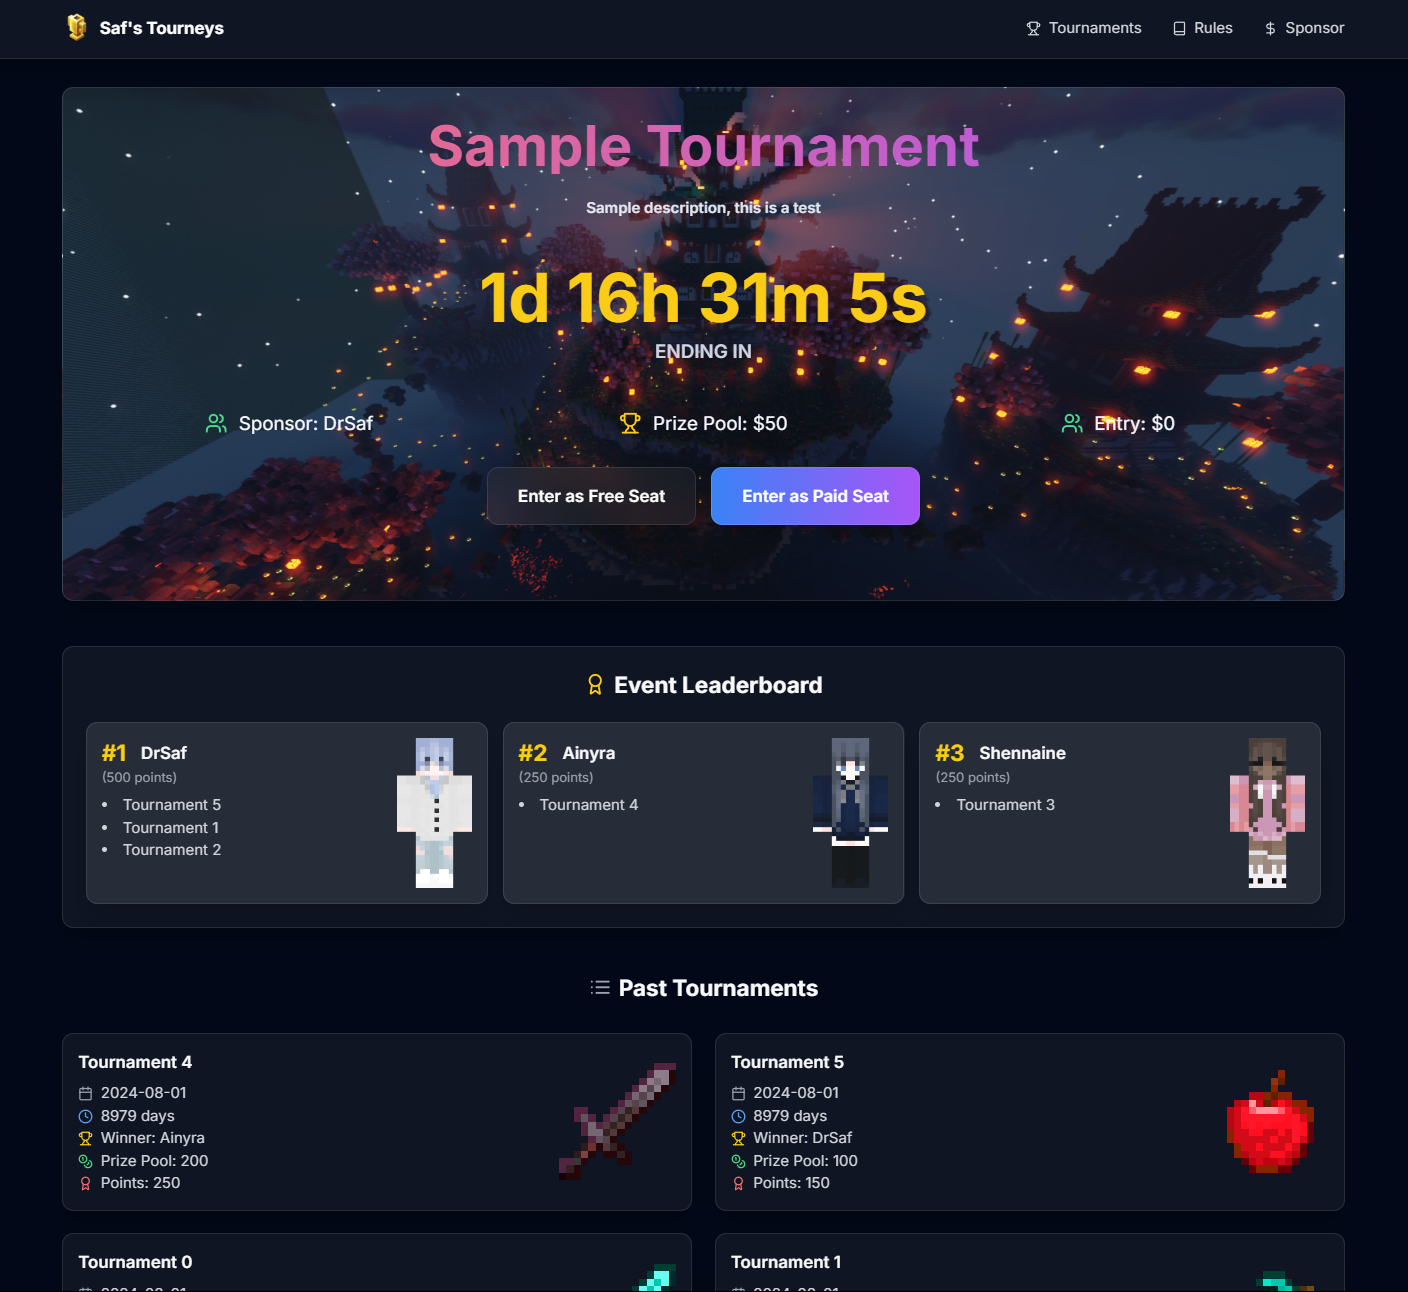 Saf's Tourneys
Tournaments
Rules
Sponsor
Sample Tournament
Sample description, this is a test
1d 16h 31m 5s
ENDING IN
Sponsor: DrSaf
Prize Pool: $50
Entry: $0
Enter as Free Seat
Enter as Paid Seat
Event Leaderboard
#1 DrSaf
(500 points)
• Tournament 5
• Tournament 1
• Tournament 2
#2 Ainyra
(250 points)
• Tournament 4
#3 Shennaine
(250 points)
• Tournament 3
Past Tournaments
Tournament 4
2024-08-01
8979 days
Winner: Ainyra
Prize Pool: 200
Points: 250
Tournament 5
2024-08-01
8979 days
Winner: DrSaf
Prize Pool: 100
Points: 150
Tournament 0
Tournament 1